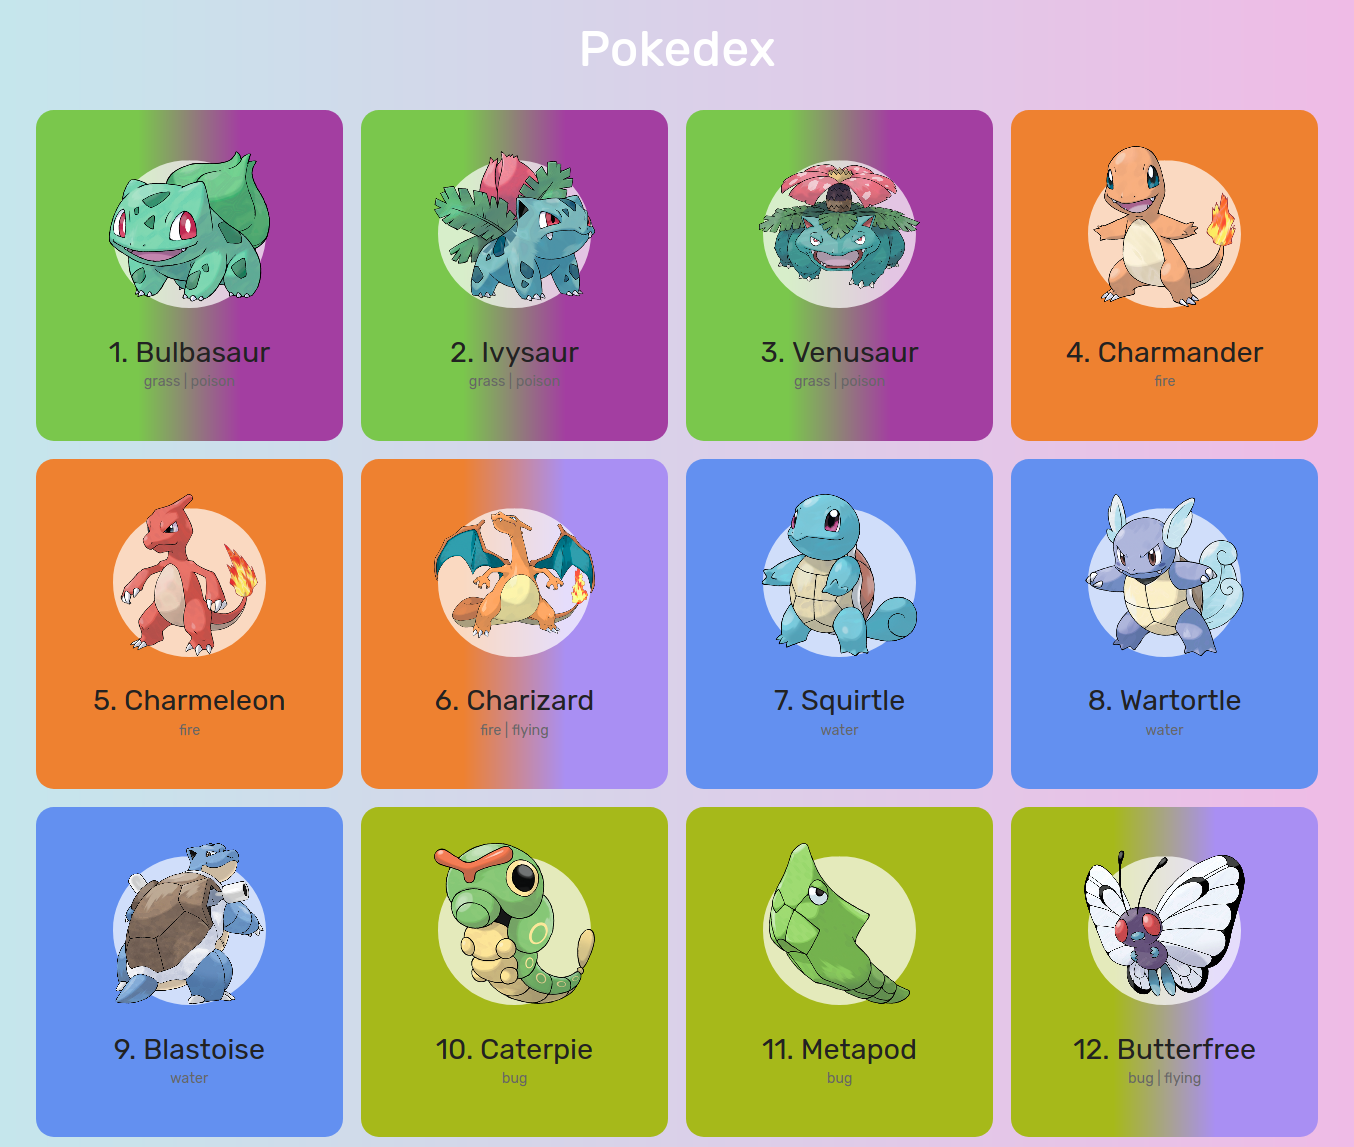 Pokedex
1. Bulbasaur
grass | poison
2. Ivysaur
grass | poison
3. Venusaur
grass | poison
4. Charmander
fire
5. Charmeleon
fire
6. Charizard
fire | flying
7. Squirtle
water
8. Wartortle
water
9. Blastoise
water
10. Caterpie
bug
11. Metapod
bug
12. Butterfree
bug | flying